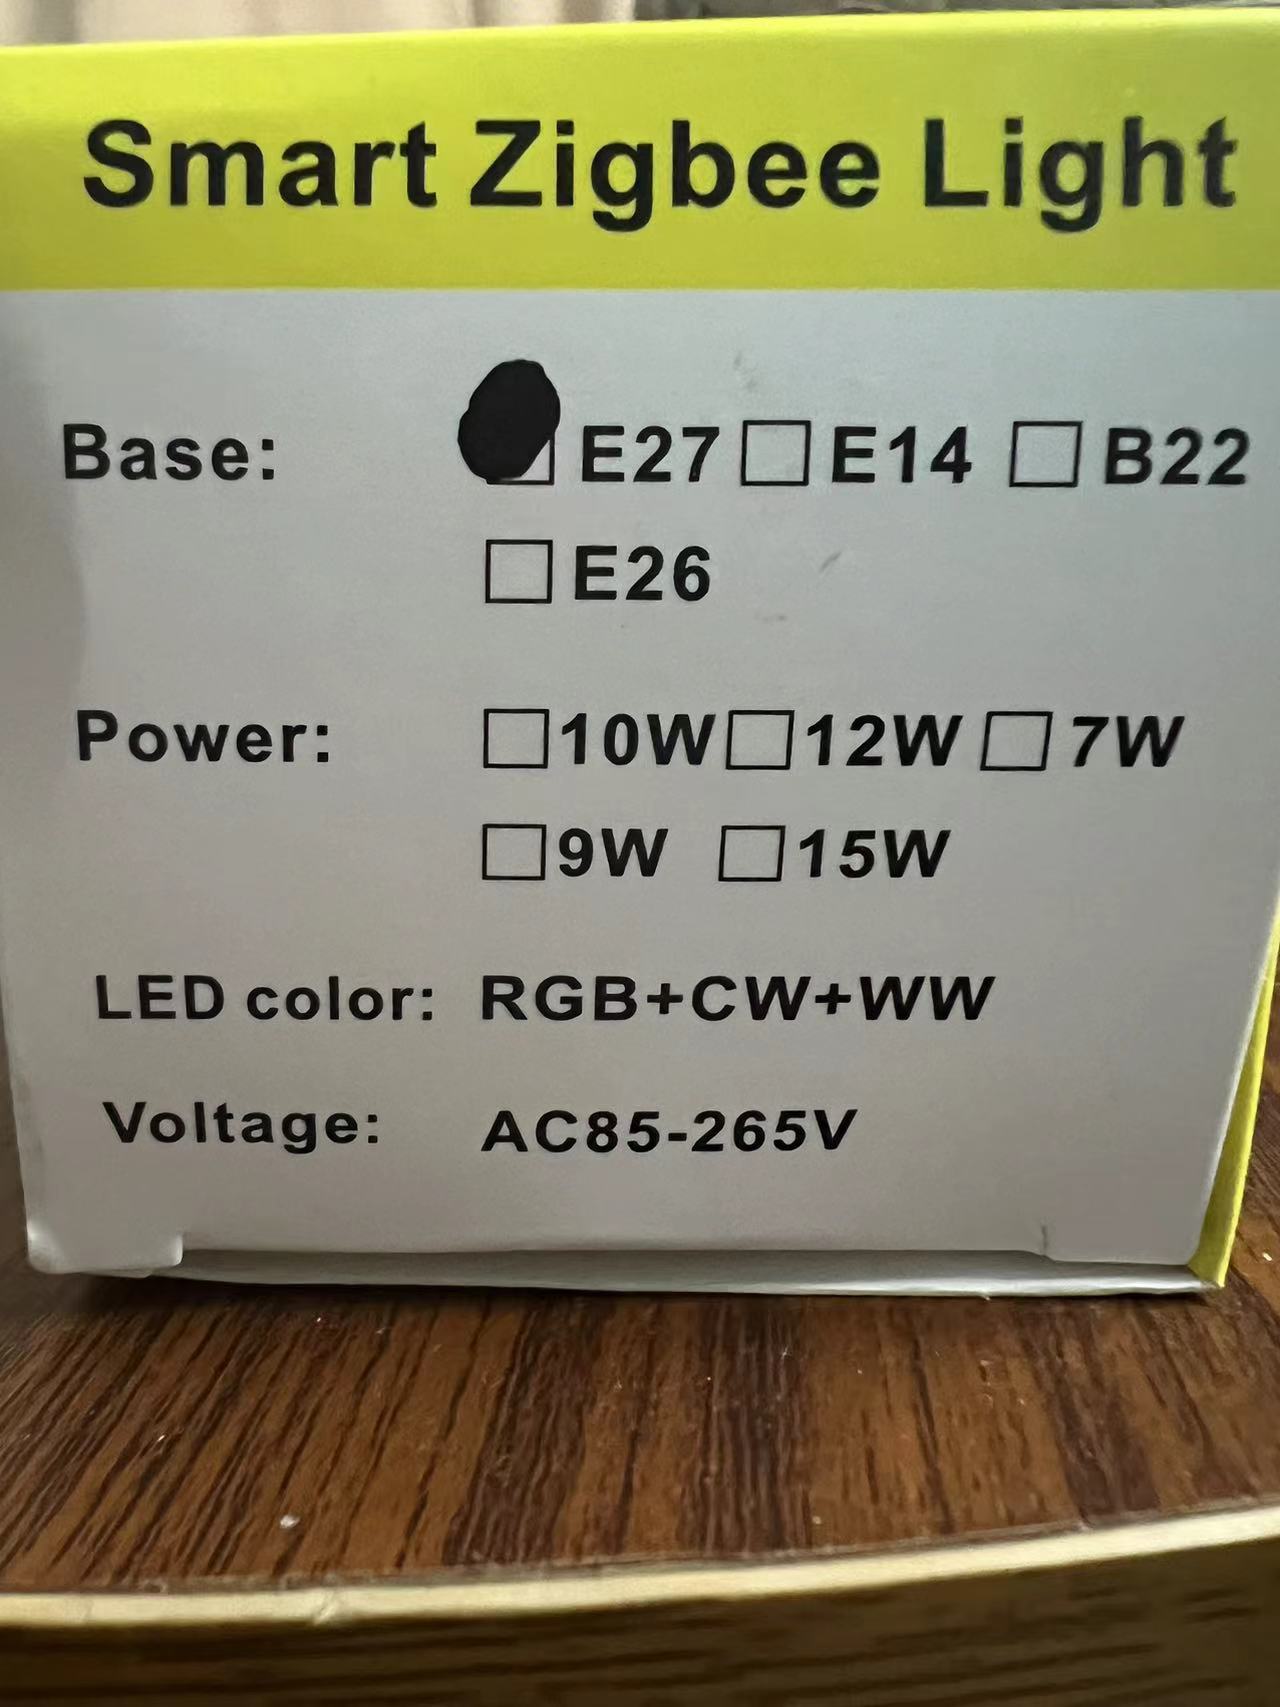 Smart Zigbee Light
Base: E27 E14 B22
E26
Power: 10W 12W 7W
9W 15W
LED color: RGB+CW+WW
Voltage: AC85-265V